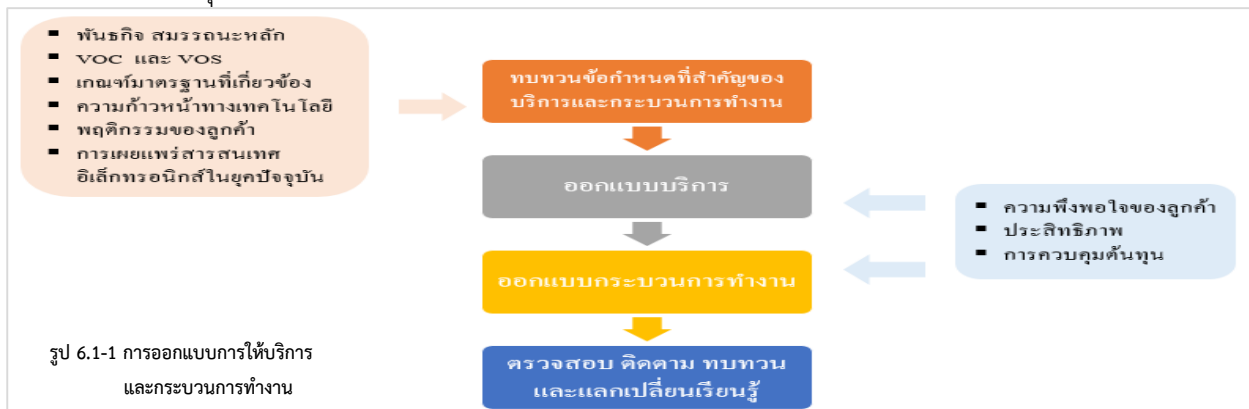 ▪ พันธกิจ สมรรถนะหลัก
▪ VOC และ VOS
▪ เกณฑ์มาตรฐานที่เกี่ยวข้อง
▪ ความก้าวหน้าทางเทคโนโลยี
▪ พฤติกรรมของลูกค้า
▪ การเผยแพร่สารสนเทศ
อิเล็กทรอนิกส์ในยุคปัจจุบัน
ทบทวนข้อกำหนดที่สำคัญของ
บริการและกระบวนการทำงาน
ออกแบบบริการ
▪ ความพึงพอใจของลูกค้า
▪ ประสิทธิภาพ
▪ การควบคุมต้นทุน
ออกแบบกระบวนการทำงาน
ตรวจสอบ ติดตาม ทบทวน
และแลกเปลี่ยนเรียนรู้
รูป 6.1-1 การออกแบบการให้บริการ
และกระบวนการทำงาน